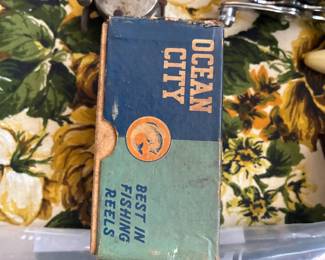 OCEAN
CITY
BEST IN
FISHING
REELS